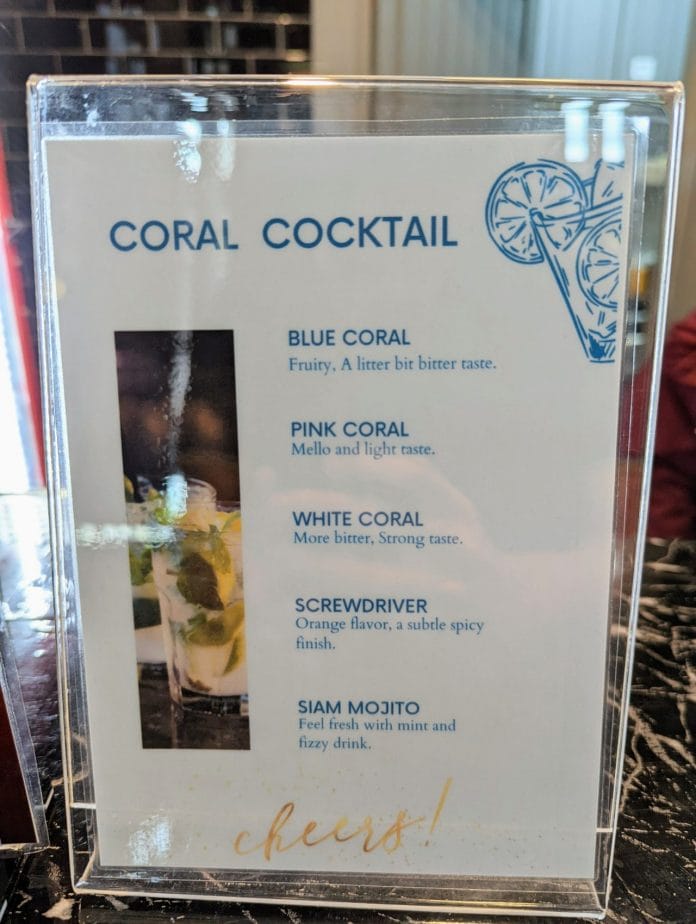 CORAL COCKTAIL
BLUE CORAL
Fruity, A litter bit bitter taste.
PINK CORAL
Mello and light taste.
WHITE CORAL
More bitter, Strong taste.
SCREWDRIVER
Orange flavor, a subtle spicy
finish.
SIAM MOJITO
Feel fresh with mint and
fizzy drink.
cheers!